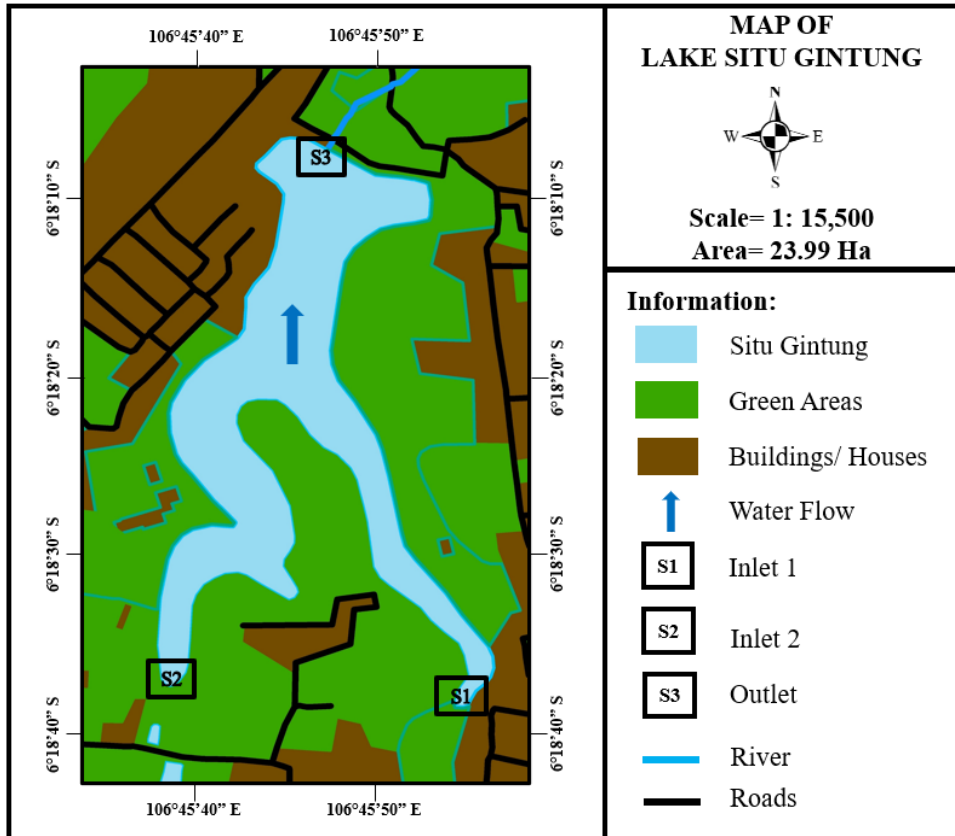 106°45’40” E
106°45’50” E
6°18’10” S
6°18’20” S
6°18’30” S
6°18’40” S
6°18’10” S
6°18’20” S
6°18’30” S
6°18’40” S
106°45’40” E
106°45’50” E
S3
S2
S1
MAP OF
LAKE SITU GINTUNG
N
W E
S
Scale= 1: 15,500
Area= 23.99 Ha
Information:
Situ Gintung
Green Areas
Buildings/ Houses
Water Flow
S1 Inlet 1
S2 Inlet 2
S3 Outlet
River
Roads